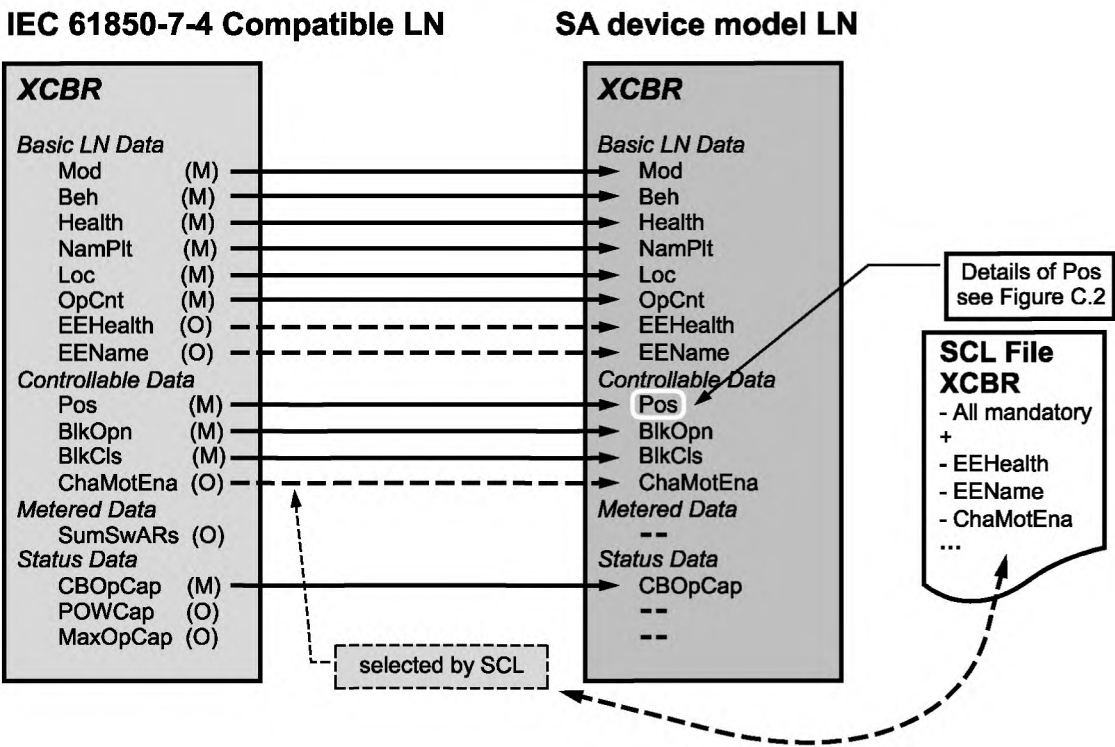 IEC 61850-7-4 Compatible LN
SA device model LN
XCBR
Basic LN Data
Mod (M)
Beh (M)
Health (M)
NamPlt (M)
Loc (M)
OpCnt (M)
EEHealth (O)
EEName (O)
Controllable Data
Pos (M)
BlkOpn (M)
BlkCls (M)
ChaMotEna (O)
Metered Data
SumSwARs (O)
Status Data
CBOpCap (M)
POWCap (O)
MaxOpCap (O)
selected by SCL
XCBR
Basic LN Data
Mod
Beh
Health
NamPlt
Loc
OpCnt
EEHealth
EEName
Controllable Data
Pos
BlkOpn
BlkCls
ChaMotEna
Metered Data
--
Status Data
CBOpCap
--
--
Details of Pos
see Figure C.2
SCL File
XCBR
- All mandatory
+
- EEHealth
- EEName
- ChaMotEna
...